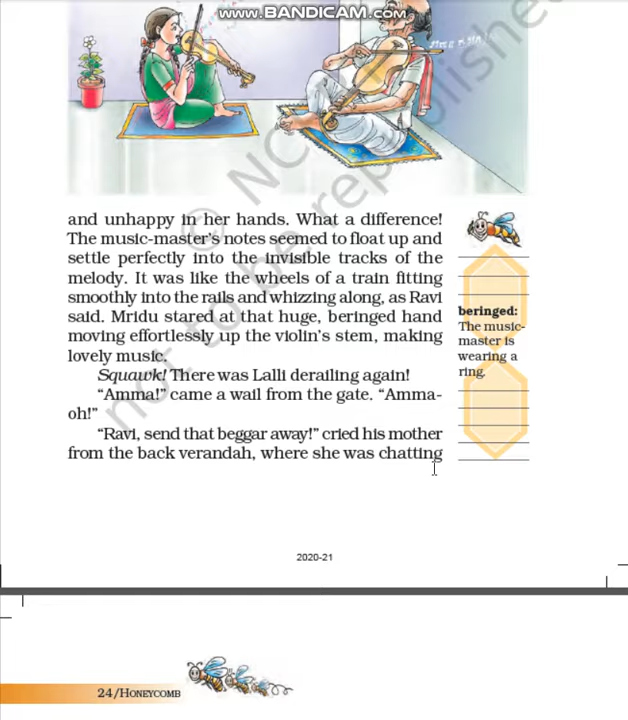 www.BANDICAM.com
and unhappy in her hands. What a difference!
The music-master's notes seemed to float up and
settle perfectly into the invisible tracks of the
melody. It was like the wheels of a train fitting
smoothly into the rails and whizzing along, as Ravi
said. Mridu stared at that huge, beringed hand
moving effortlessly up the violin's stem, making
lovely music.
Squawk! There was Lalli derailing again!
"Amma!" came a wail from the gate. "Amma-
oh!"
"Ravi, send that beggar away!" cried his mother
from the back verandah, where she was chatting
beringed:
The music-
master is
wearing a
ring.
© NC
not to be republished
2020-21
24/HONEYCOMB